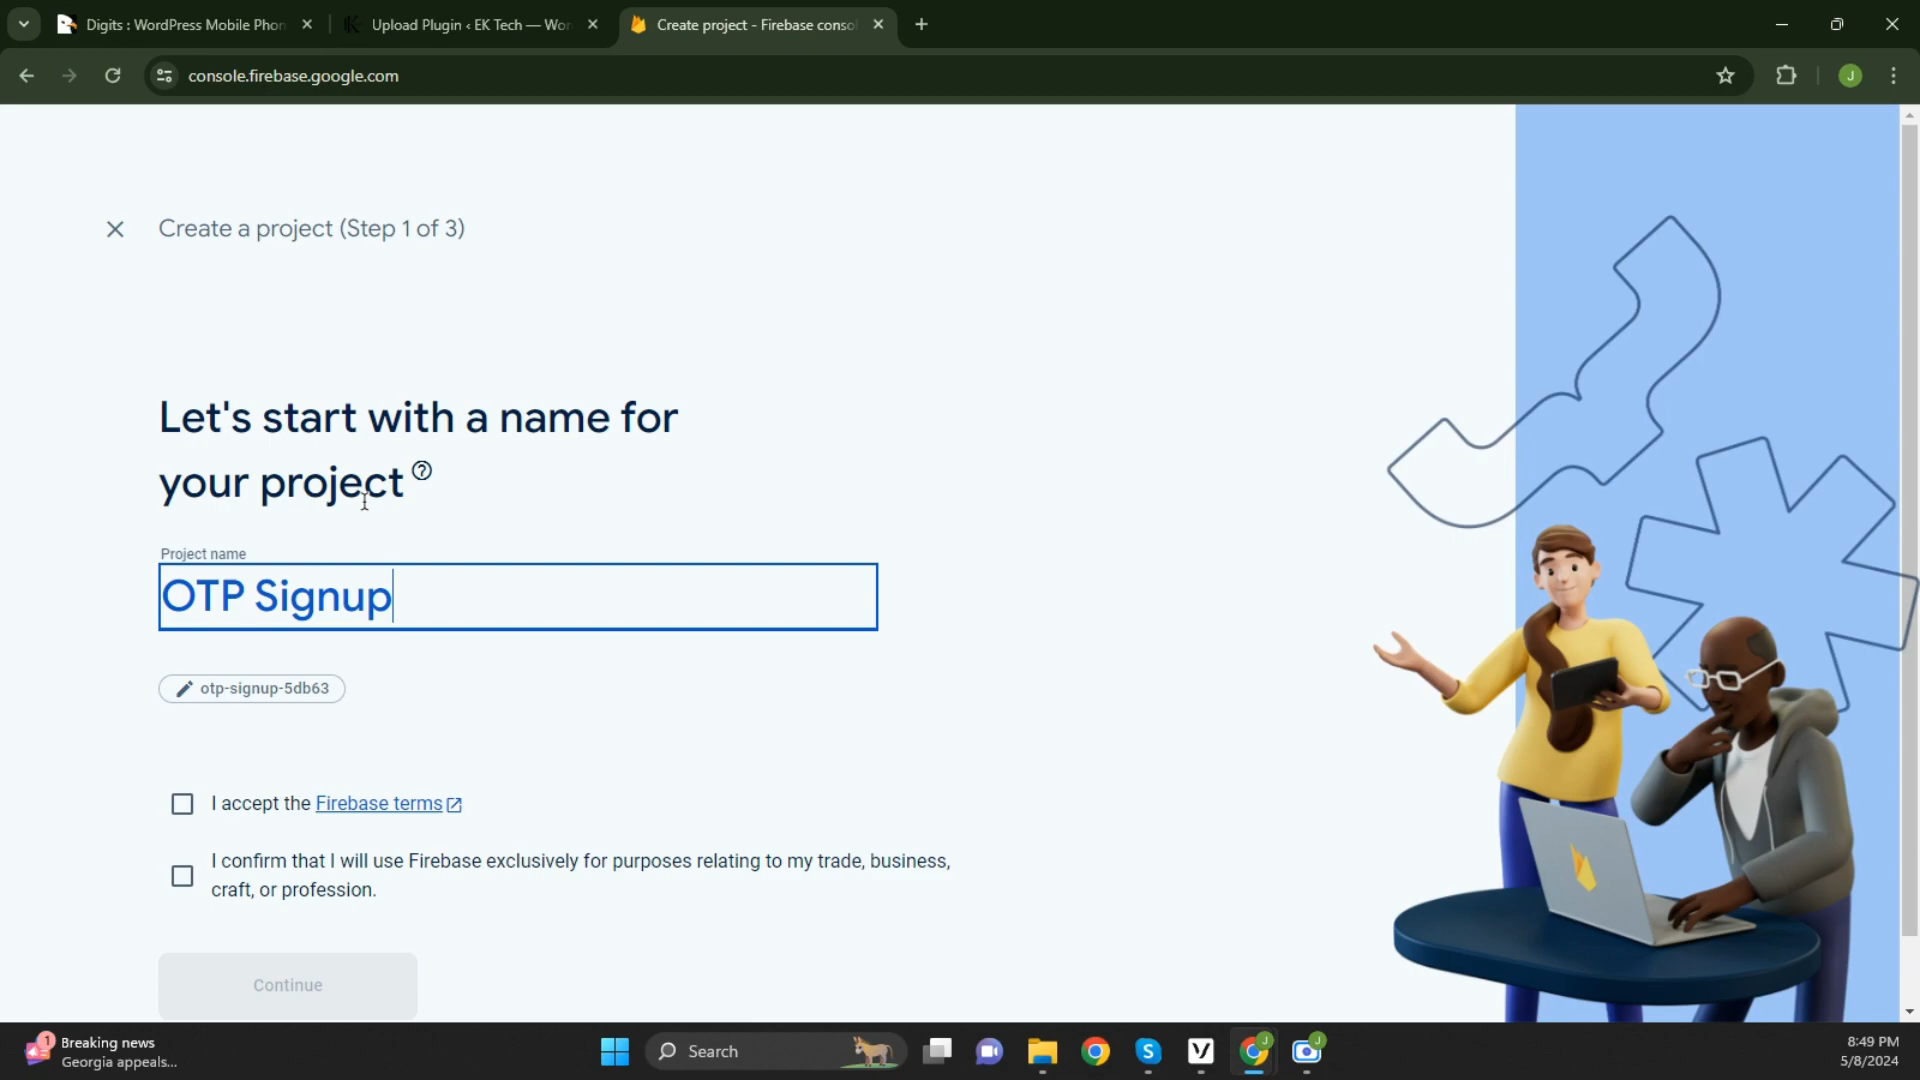 Digits : WordPress Mobile Phon
Upload Plugin ‹ EK Tech — Wor
Create project - Firebase consol
console.firebase.google.com
J
Create a project (Step 1 of 3)
Let's start with a name for
your project
Project name
OTP Signup
otp-signup-5db63
I accept the Firebase terms
I confirm that I will use Firebase exclusively for purposes relating to my trade, business,
craft, or profession.
Continue
1
Breaking news
Georgia appeals...
Search
S
J
J
8:49 PM
5/8/2024